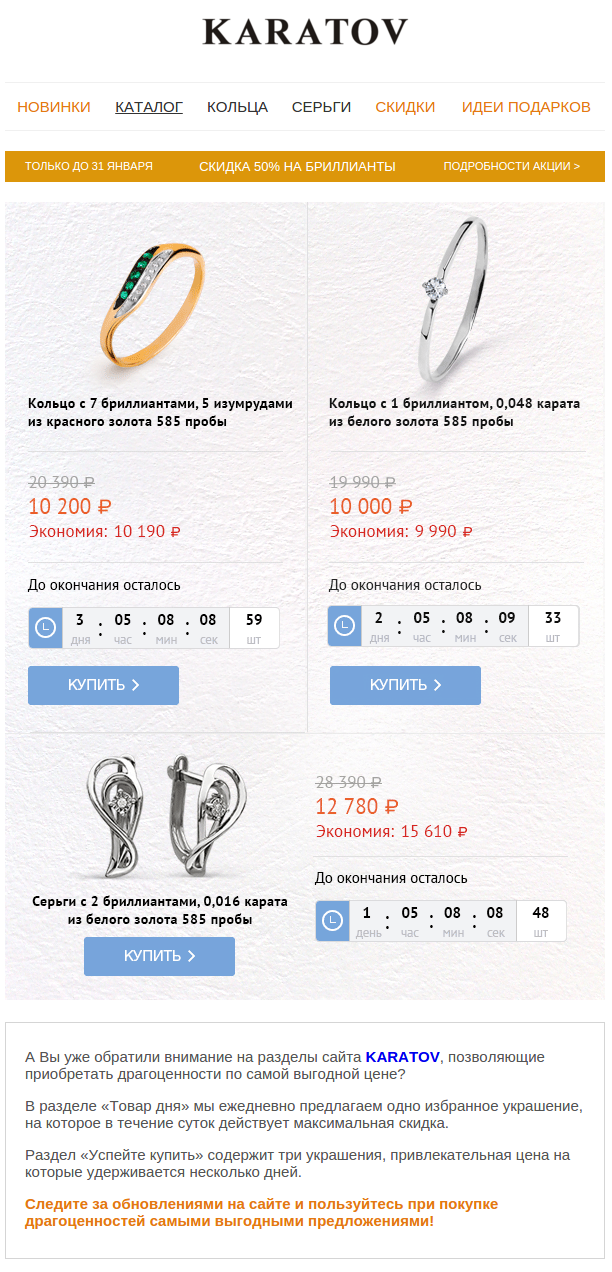 KARATOV
НОВИНКИ КАТАЛОГ КОЛЬЦА СЕРЬГИ СКИДКИ ИДЕИ ПОДАРКОВ
ТОЛЬКО ДО 31 ЯНВАРЯ СКИДКА 50% НА БРИЛЛИАНТЫ ПОДРОБНОСТИ АКЦИИ >
Кольцо с 7 бриллиантами, 5 изумрудами
из красного золота 585 пробы
20 390 ₽
10 200 ₽
Экономия: 10 190 ₽
До окончания осталось
3 : 05 : 08 : 08 59
дня час мин сек шт
КУПИТЬ
Кольцо с 1 бриллиантом, 0,048 карата
из белого золота 585 пробы
19 990 ₽
10 000 ₽
Экономия: 9 990 ₽
До окончания осталось
2 : 05 : 08 : 09 33
дня час мин сек шт
КУПИТЬ
Серьги с 2 бриллиантами, 0,016 карата
из белого золота 585 пробы
КУПИТЬ
28 390 ₽
12 780 ₽
Экономия: 15 610 ₽
До окончания осталось
1 : 05 : 08 : 08 48
день час мин сек шт
А Вы уже обратили внимание на разделы сайта KARATOV, позволяющие
приобретать драгоценности по самой выгодной цене?
В разделе «Товар дня» мы ежедневно предлагаем одно избранное украшение,
на которое в течение суток действует максимальная скидка.
Раздел «Успейте купить» содержит три украшения, привлекательная цена на
которые удерживается несколько дней.
Следите за обновлениями на сайте и пользуйтесь при покупке
драгоценностей самыми выгодными предложениями!